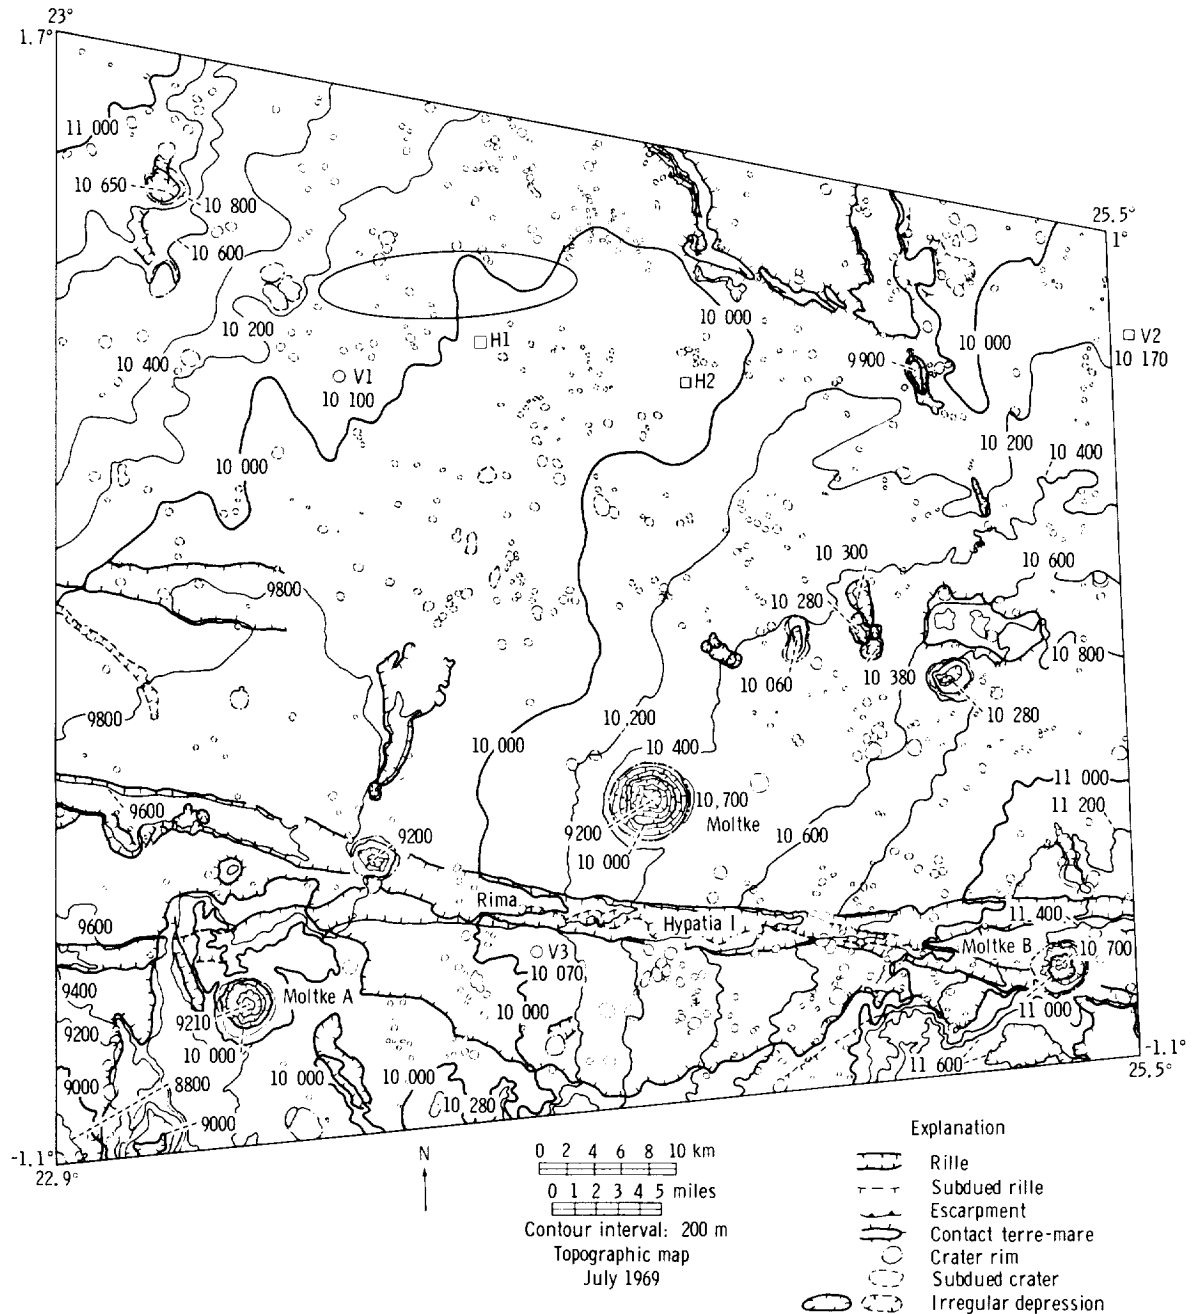 23°
1.7°
11 000
10 650
10 800
10 600
25.5°
1°
10 200
10 000
H1
10 000
V2
10 400
9900
10 170
V1
H2
10 100
10 000
10 200
10 400
10 300
10 600
9800
10 280
10 800
10 060
10 380
9800
10 280
10,200
10,000
10 400
11 000
10,700
11 200
9600
9200
9200
Moltke
10,600
10 000
Rima
11 400
Hypatia I
9600
V3
Moltke B
10 700
10 070
9400
Moltke A
10 000
9210
11 000
9200
10 000
11 600
-1.1°
25.5°
9000
8800
10 000
10 000
10 280
9000
-1.1°
22.9°
N
0 2 4 6 8 10 km
0 1 2 3 4 5 miles
Contour interval: 200 m
Topographic map
July 1969
Explanation
Rille
Subdued rille
Escarpment
Contact terre-mare
Crater rim
Subdued crater
Irregular depression